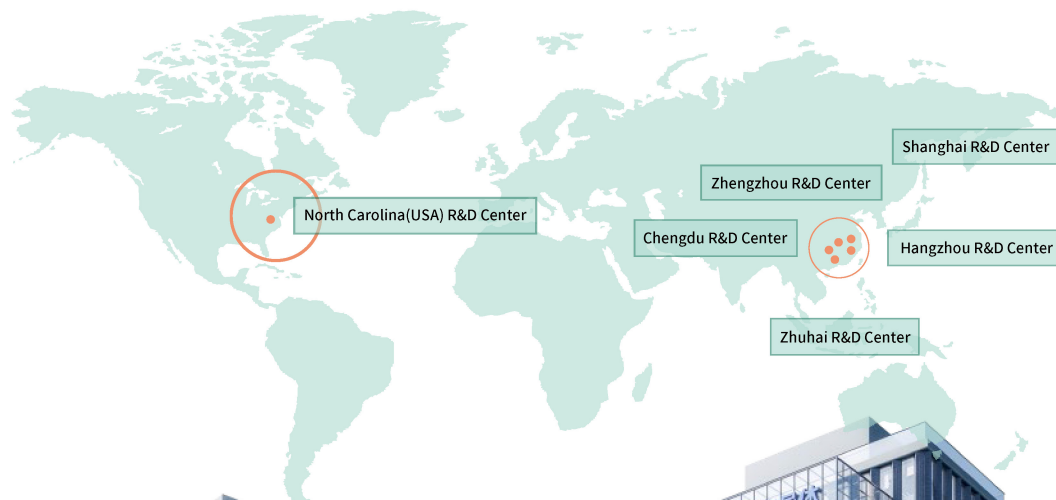 Shanghai R&D Center
Zhengzhou R&D Center
North Carolina(USA) R&D Center
Chengdu R&D Center
Hangzhou R&D Center
Zhuhai R&D Center